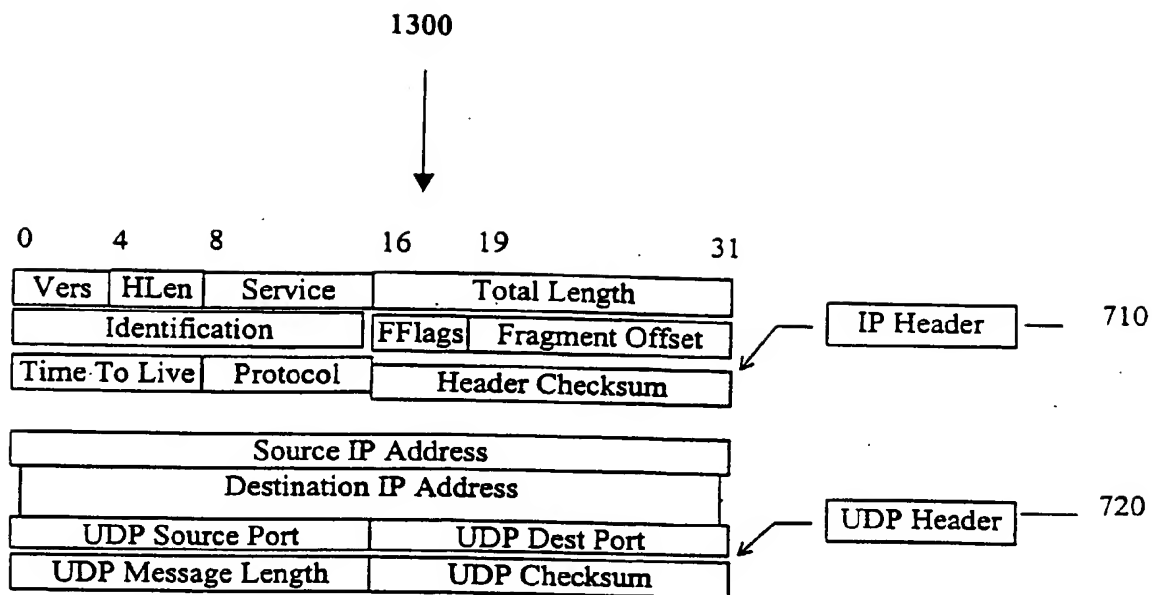 1300
0 4 8 16 19 31
Vers HLen Service Total Length
Identification FFlags Fragment Offset
IP Header 710
Time To Live Protocol Header Checksum
Source IP Address
Destination IP Address
UDP Header 720
UDP Source Port UDP Dest Port
UDP Message Length UDP Checksum